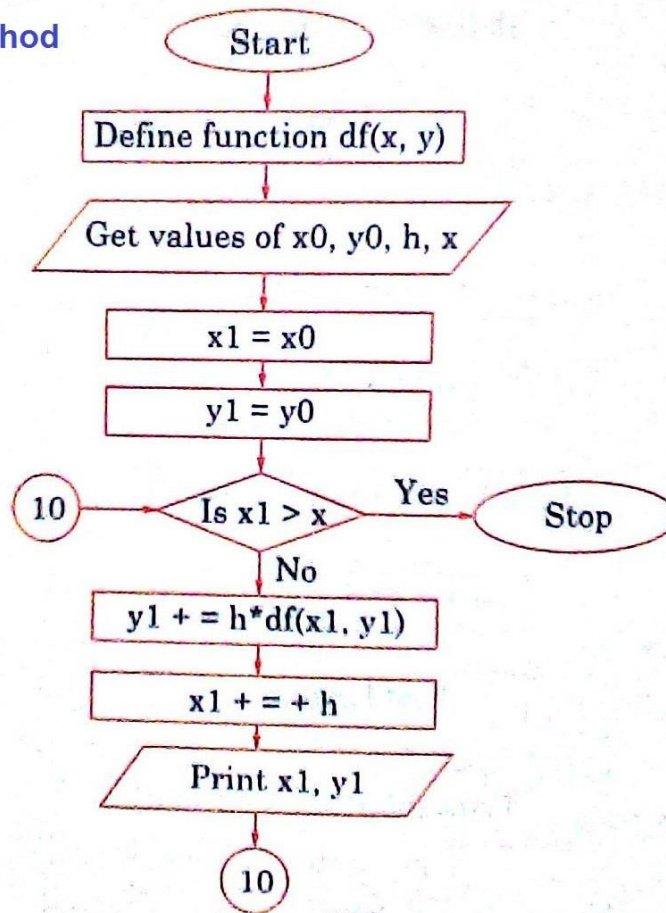 hod
Start
Define function df(x, y)
Get values of x0, y0, h, x
x1 = x0
y1 = y0
10
Is x1 > x
Yes
Stop
No
y1 + = h*df(x1, y1)
x1 + = + h
Print x1, y1
10